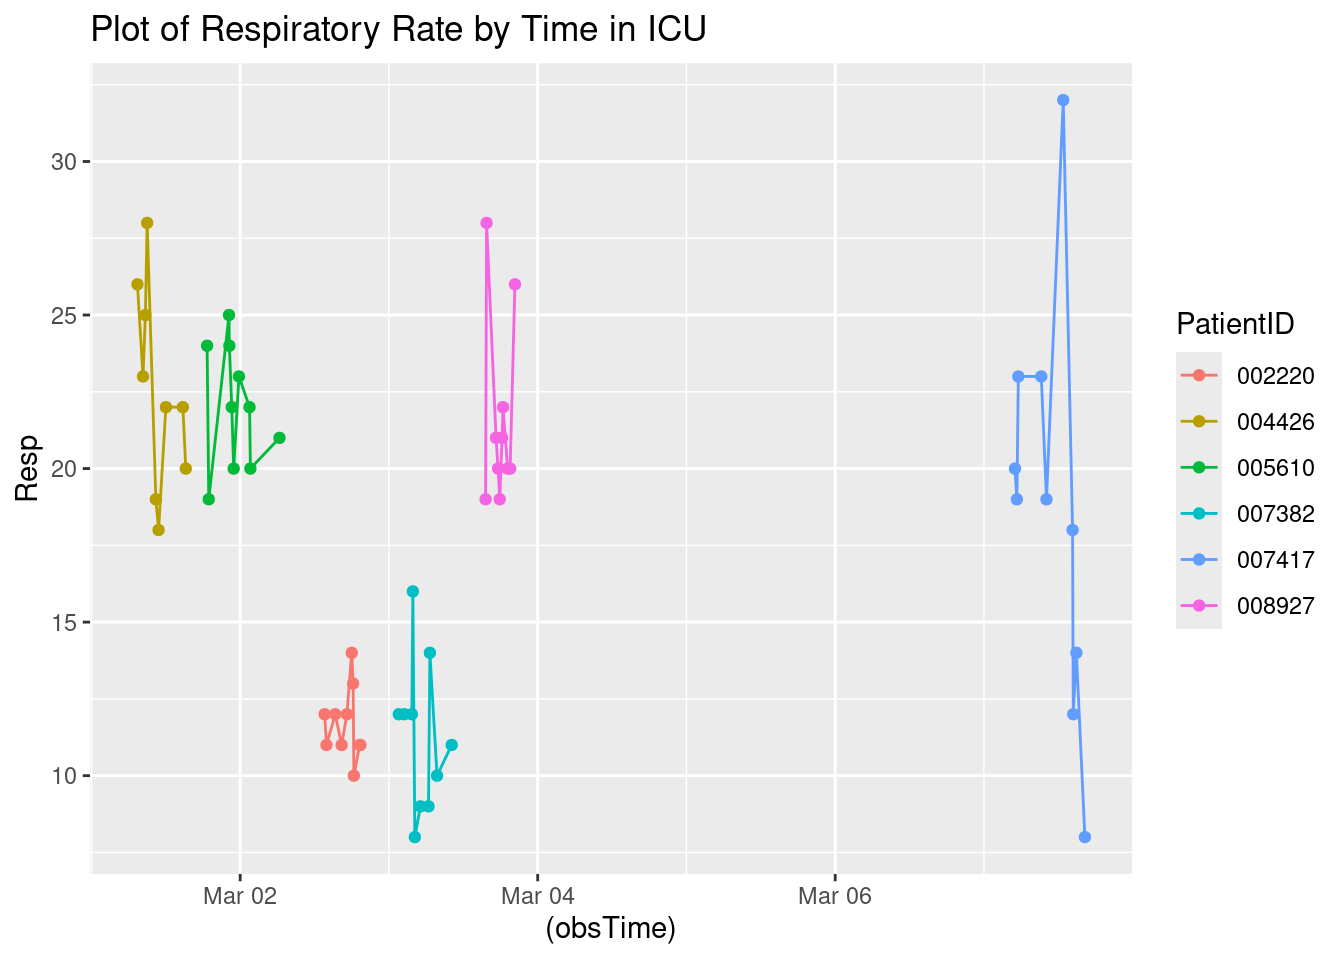 Plot of Respiratory Rate by Time in ICU
Resp
30
25
20
15
10
Mar 02
Mar 04
Mar 06
(obsTime)
PatientID
002220
004426
005610
007382
007417
008927